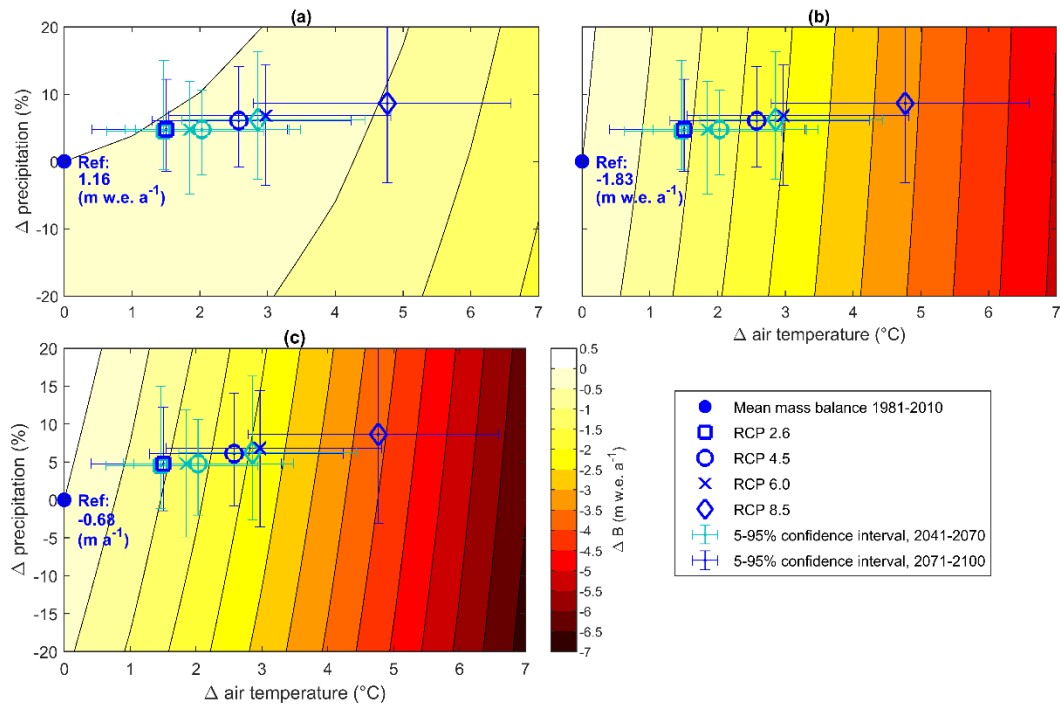 (a)
20
10
0
-10
-20
Δ precipitation (%)
Ref:
1.16
(m w.e. a⁻¹)
0 1 2 3 4 5 6 7
(b)
20
10
0
-10
-20
Ref:
-1.83
(m w.e. a⁻¹)
0 1 2 3 4 5 6 7
Δ air temperature (°C)
(c)
20
15
10
5
0
-5
-10
-15
-20
Δ precipitation (%)
Ref:
-0.68
(m a⁻¹)
0 1 2 3 4 5 6 7
Δ air temperature (°C)
0.5
0
-0.5
-1
-1.5
-2
-2.5
-3
-3.5
-4
-4.5
-5
-5.5
-6
-6.5
-7
Δ B (m w.e. a⁻¹)
Mean mass balance 1981-2010
RCP 2.6
RCP 4.5
RCP 6.0
RCP 8.5
5-95% confidence interval, 2041-2070
5-95% confidence interval, 2071-2100